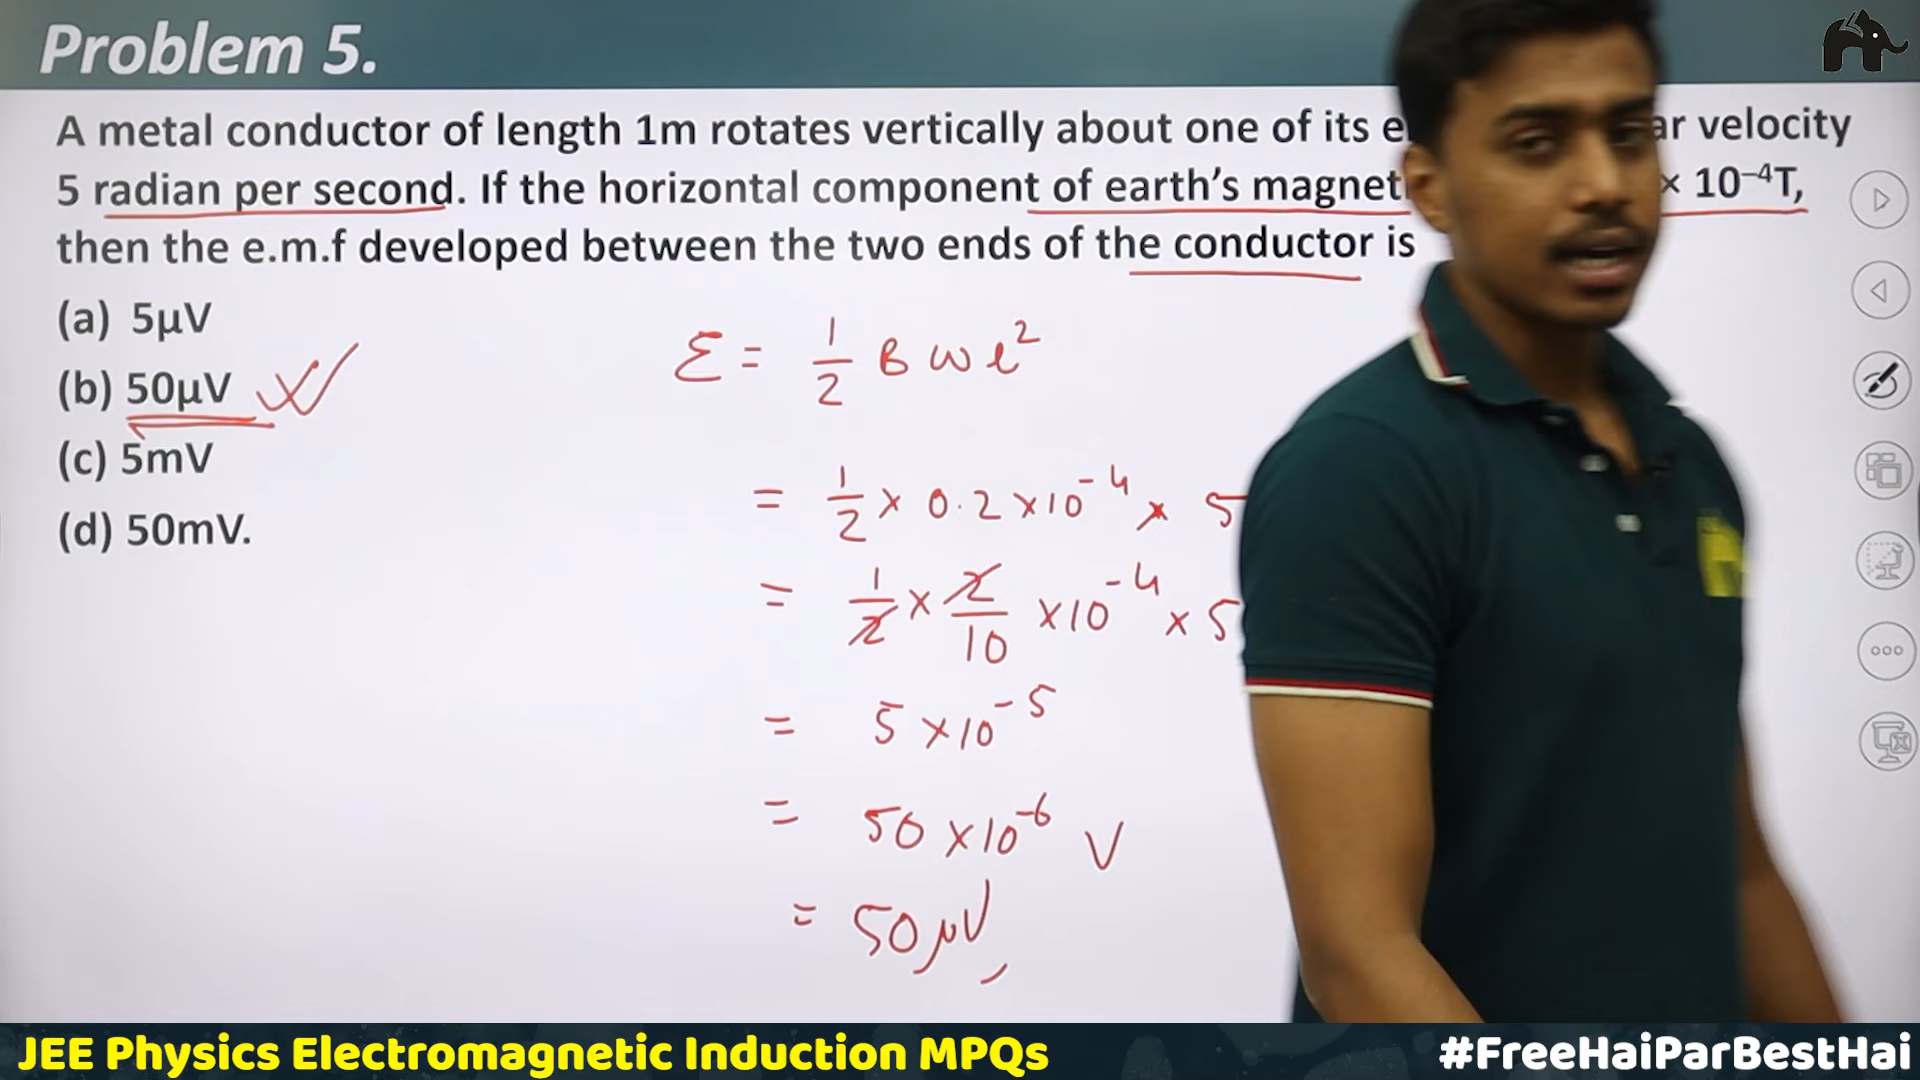 Problem 5.
A metal conductor of length 1m rotates vertically about one of its velocity
5 radian per second. If the horizontal component of earth's × 10⁻⁴T,
then the e.m.f developed between the two ends of the conductor is
(a) 5μV
(b) 50μV
(c) 5mV
(d) 50mV.
ε = 1/2 B ω l²
= 1/2 × 0.2 × 10⁻⁴ × 5
= 1/2 × 2/10 × 10⁻⁴ × 5
= 5 × 10⁻⁵
= 50 × 10⁻⁶ V
= 50 μV,
JEE Physics Electromagnetic Induction MPQs
#FreeHaiParBestHai